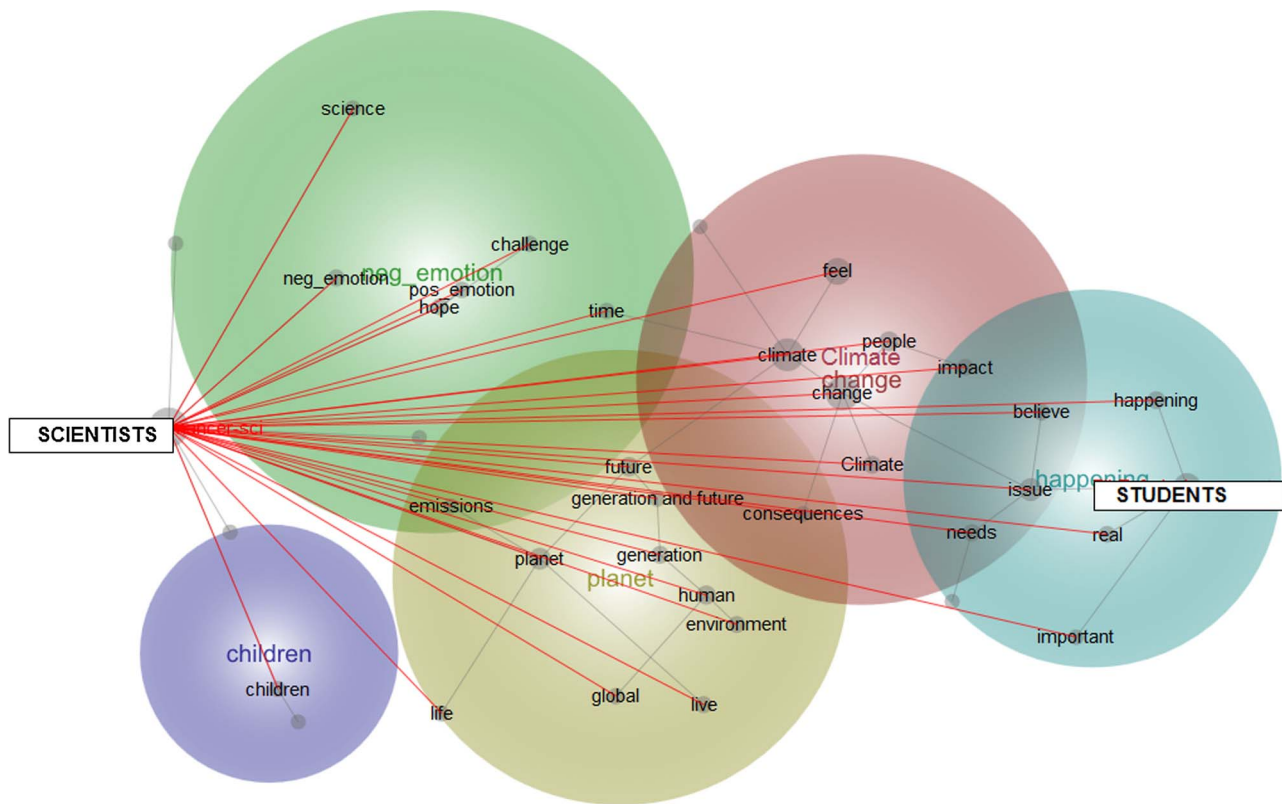 science
challenge
neg_emotion
neg_emotion
pos_emotion
hope
feel
time
people
climate
Climate
change
impact
change
happening
believe
SCIENTISTS
Climate
future
happening
issue
STUDENTS
generation and future
emissions
consequences
needs
real
generation
planet
planet
human
environment
important
children
children
global
live
life